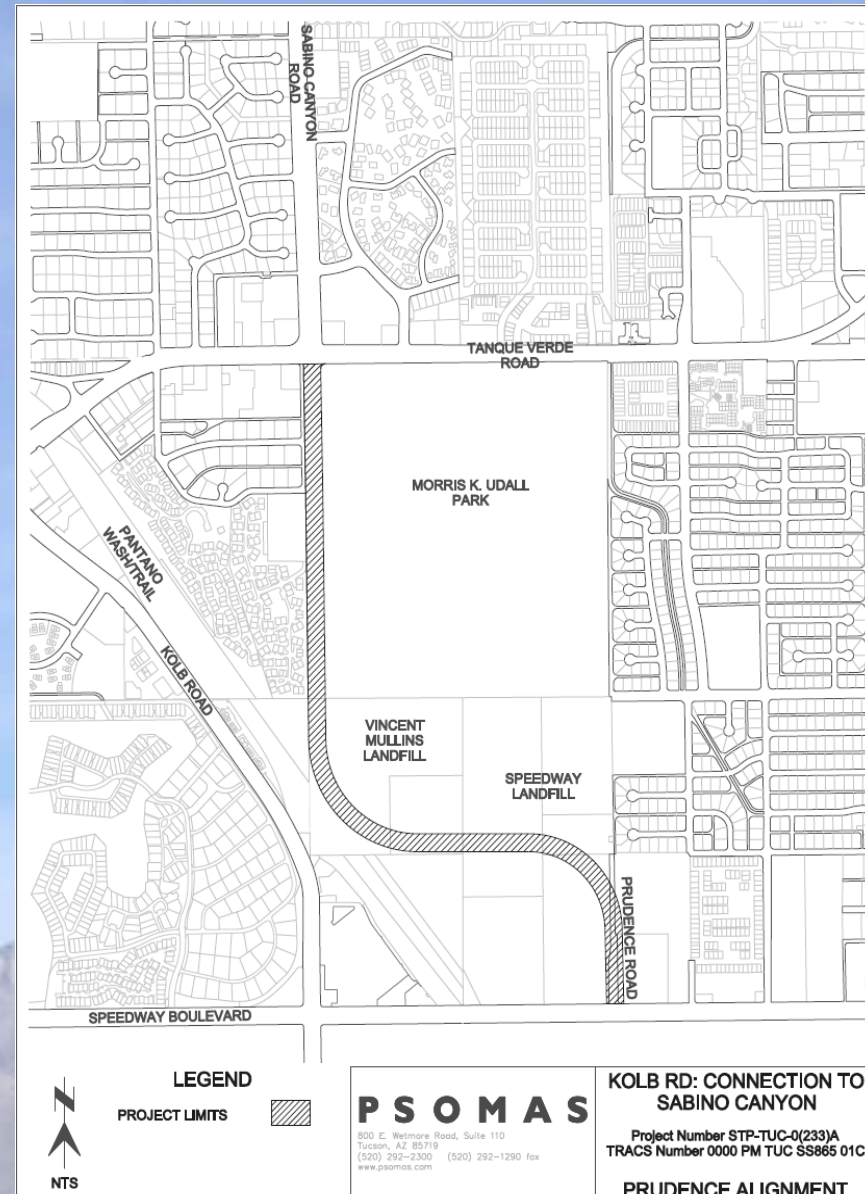 SABINO CANYON
ROAD
TANQUE VERDE
ROAD
MORRIS K. UDALL
PARK
PANTANO
WASH/TRAIL
KOLB ROAD
VINCENT
MULLINS
LANDFILL
SPEEDWAY
LANDFILL
PRUDENCE ROAD
SPEEDWAY BOULEVARD
N
NTS
LEGEND
PROJECT LIMITS
PSOMAS
800 E. Wetmore Road, Suite 110
Tucson, AZ 85719
(520) 292-2300 (520) 292-1290 fax
www.psomas.com
KOLB RD: CONNECTION TO
SABINO CANYON
Project Number STP-TUC-0(233)A
TRACS Number 0000 PM TUC SS865 01C
PRUDENCE ALIGNMENT